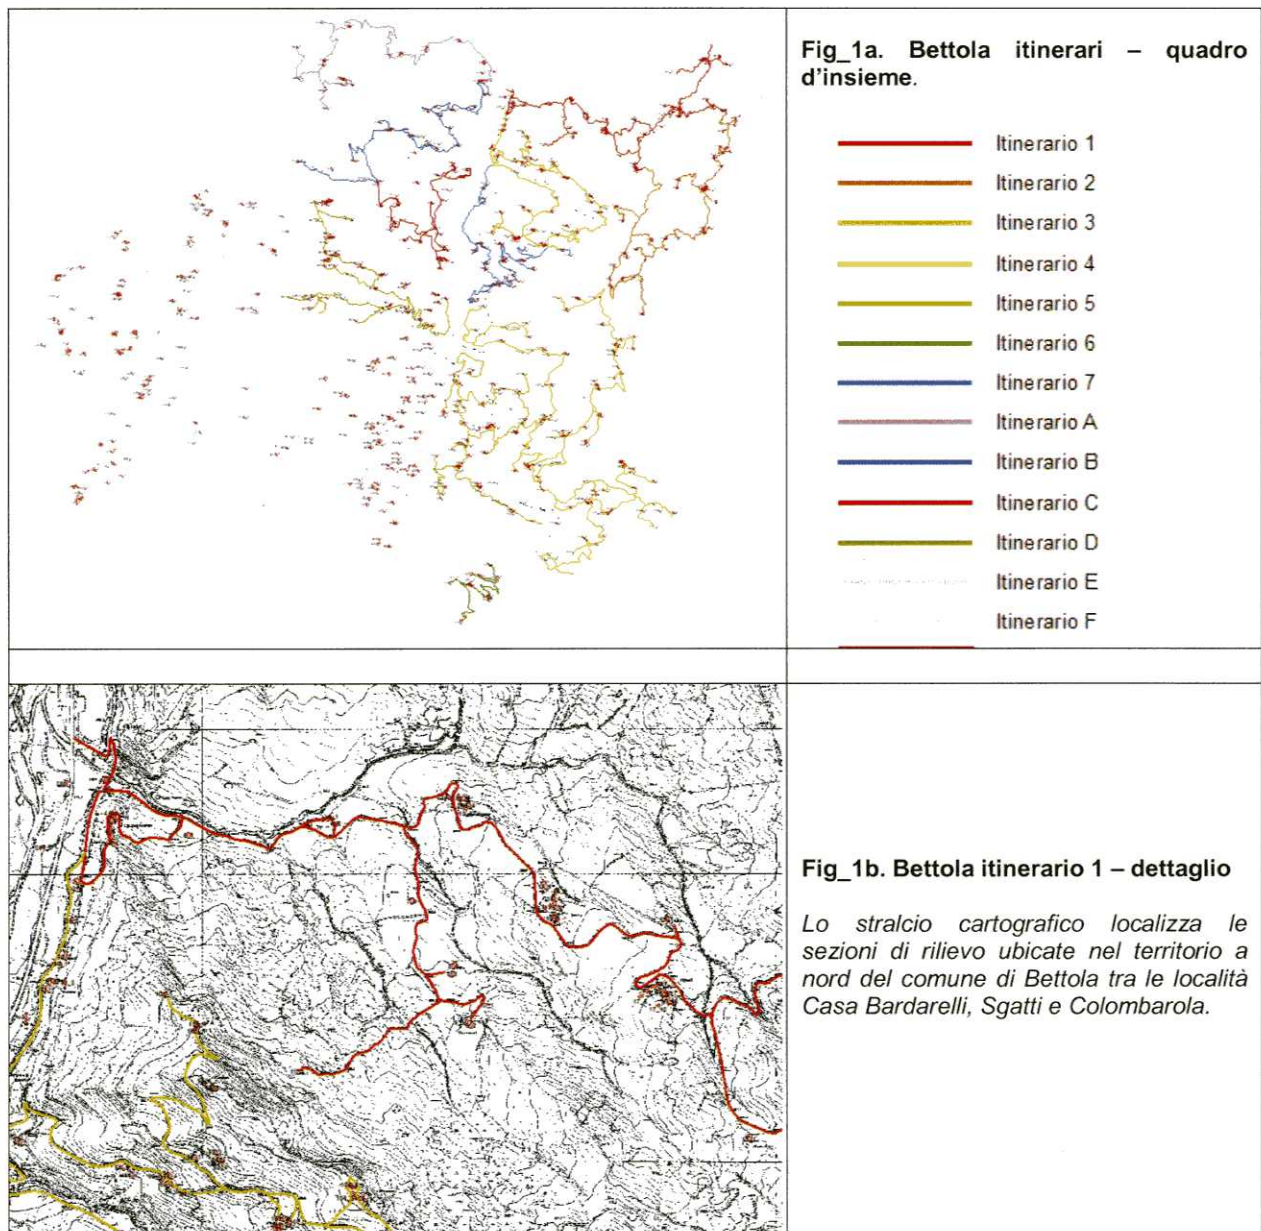 Fig_1a. Bettola itinerari – quadro
d'insieme.
Itinerario 1
Itinerario 2
Itinerario 3
Itinerario 4
Itinerario 5
Itinerario 6
Itinerario 7
Itinerario A
Itinerario B
Itinerario C
Itinerario D
Itinerario E
Itinerario F
Fig_1b. Bettola itinerario 1 – dettaglio
Lo stralcio cartografico localizza le
sezioni di rilievo ubicate nel territorio a
nord del comune di Bettola tra le località
Casa Bardarelli, Sgatti e Colombarola.